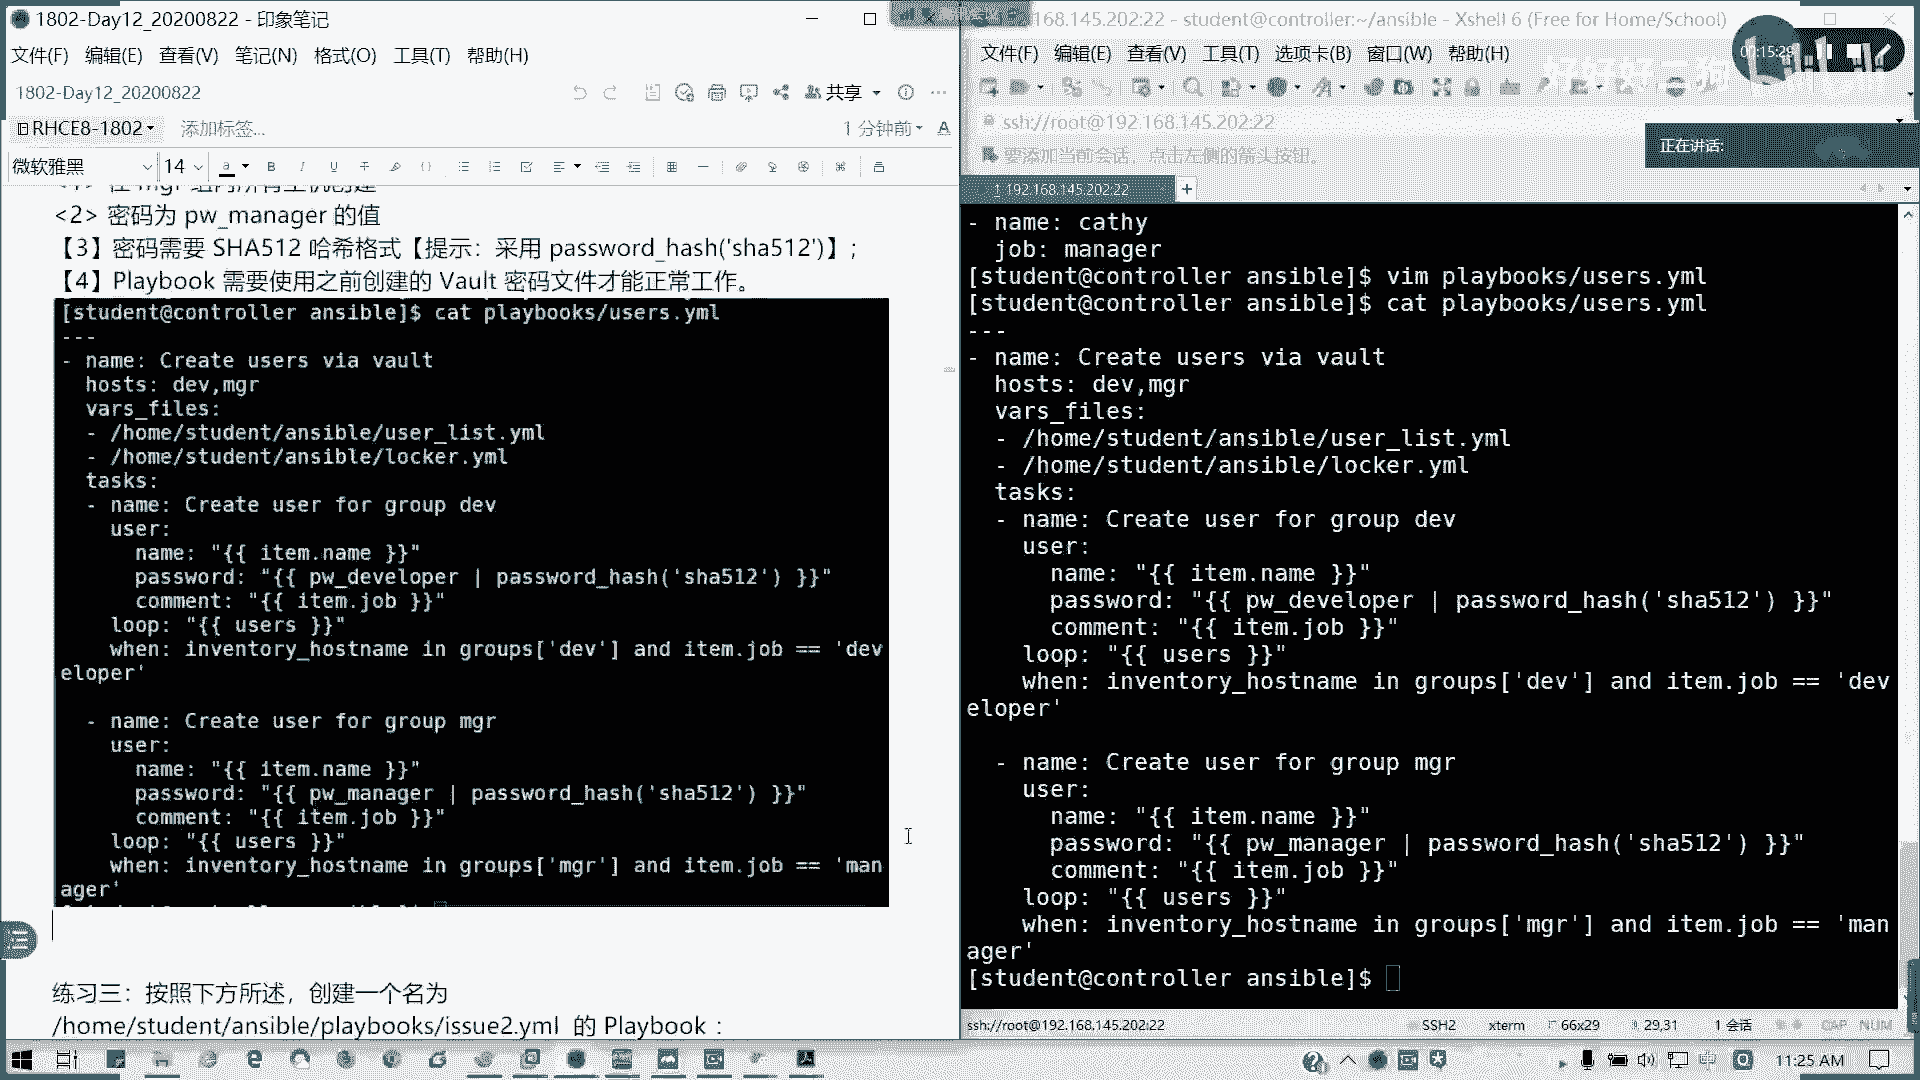 1802-Day12_20200822 - 印象笔记
文件(F) 编辑(E) 查看(V) 笔记(N) 格式(O) 工具(T) 帮助(H)
1802-Day12_20200822
共享
RHCE8-1802 添加标签...
1 分钟前
微软雅黑 14
<2> 密码为 pw_manager 的值
【3】密码需要 SHA512 哈希格式【提示：采用 password_hash('sha512')】；
【4】Playbook 需要使用之前创建的 Vault 密码文件才能正常工作。
[student@controller ansible]$ cat playbooks/users.yml
---
- name: Create users via vault
  hosts: dev,mgr
  vars_files:
  - /home/student/ansible/user_list.yml
  - /home/student/ansible/locker.yml
  tasks:
  - name: Create user for group dev
    user:
      name: "{{ item.name }}"
      password: "{{ pw_developer | password_hash('sha512') }}"
      comment: "{{ item.job }}"
    loop: "{{ users }}"
    when: inventory_hostname in groups['dev'] and item.job == 'dev
eloper'
  - name: Create user for group mgr
    user:
      name: "{{ item.name }}"
      password: "{{ pw_manager | password_hash('sha512') }}"
      comment: "{{ item.job }}"
    loop: "{{ users }}"
    when: inventory_hostname in groups['mgr'] and item.job == 'man
ager'
练习三：按照下方所述，创建一个名为
/home/student/ansible/playbooks/issue2.yml 的 Playbook：
168.145.202:22 - student@controller:~/ansible - Xshell 6 (Free for Home/School)
文件(F) 编辑(E) 查看(V) 工具(T) 选项卡(B) 窗口(W) 帮助(H)
00:15:29
ssh://root@192.168.145.202:22
要添加当前会话，点击左侧的箭头按钮。
正在讲话:
1 192.168.145.202:22
- name: cathy
  job: manager
[student@controller ansible]$ vim playbooks/users.yml
[student@controller ansible]$ cat playbooks/users.yml
---
- name: Create users via vault
  hosts: dev,mgr
  vars_files:
  - /home/student/ansible/user_list.yml
  - /home/student/ansible/locker.yml
  tasks:
  - name: Create user for group dev
    user:
      name: "{{ item.name }}"
      password: "{{ pw_developer | password_hash('sha512') }}"
      comment: "{{ item.job }}"
    loop: "{{ users }}"
    when: inventory_hostname in groups['dev'] and item.job == 'dev
eloper'
  - name: Create user for group mgr
    user:
      name: "{{ item.name }}"
      password: "{{ pw_manager | password_hash('sha512') }}"
      comment: "{{ item.job }}"
    loop: "{{ users }}"
    when: inventory_hostname in groups['mgr'] and item.job == 'man
ager'
[student@controller ansible]$
ssh://root@192.168.145.202:22 SSH2 xterm 66x29 29,31 1 会话 CAP NUM
中 11:25 AM